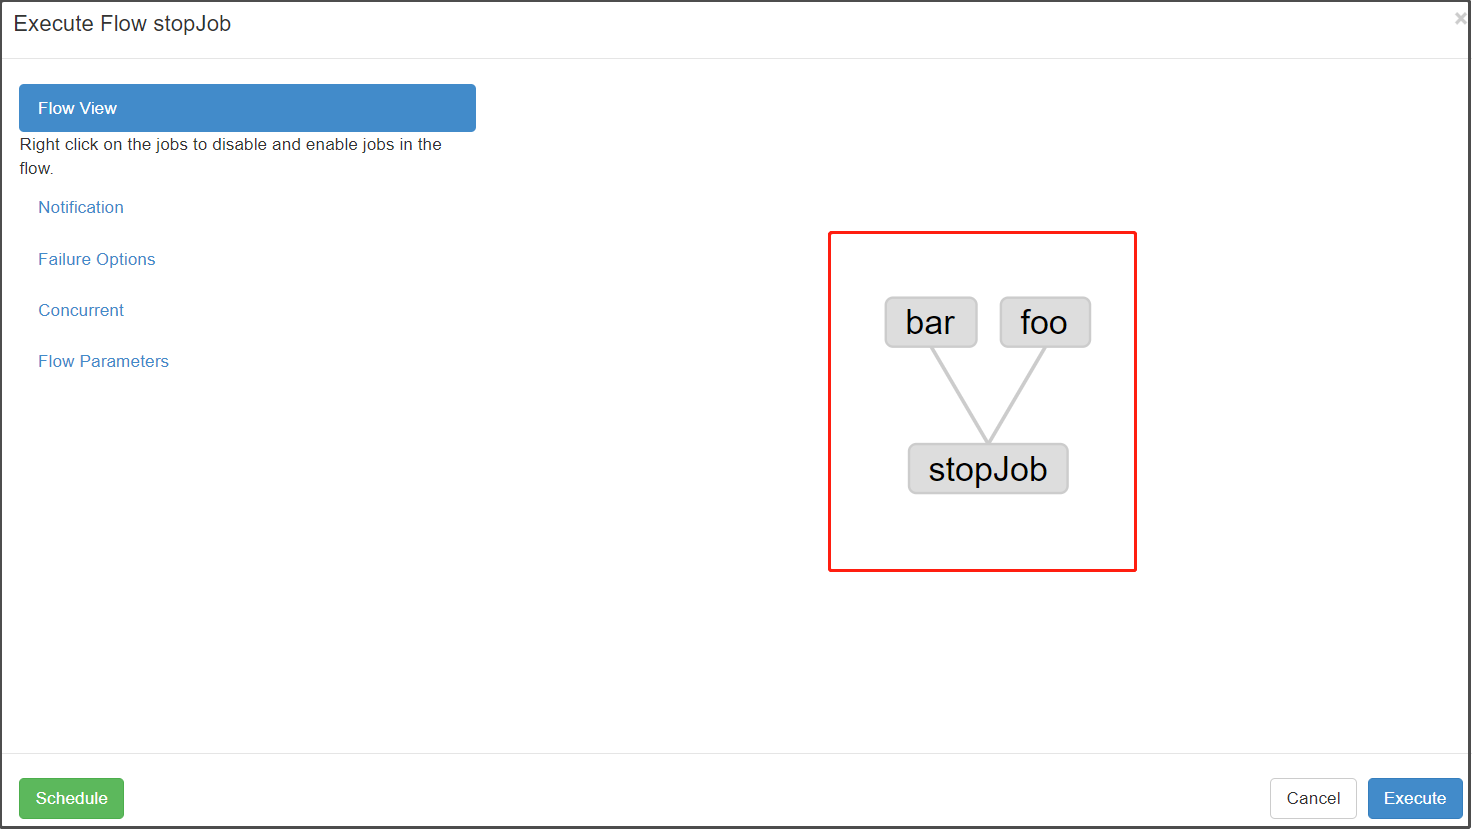 Execute Flow stopJob
×
Flow View
Right click on the jobs to disable and enable jobs in the
flow.
Notification
Failure Options
Concurrent
Flow Parameters
bar foo
stopJob
Schedule Cancel Execute